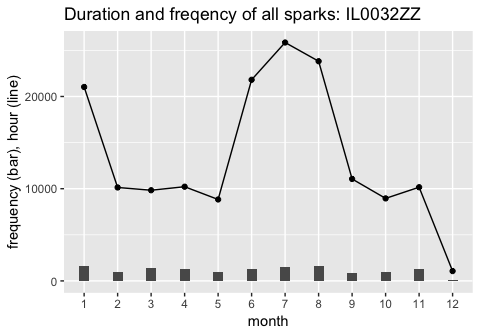 Duration and freqency of all sparks: IL0032ZZ
frequency (bar), hour (line)
20000
10000
0
1 2 3 4 5 6 7 8 9 10 11 12
month